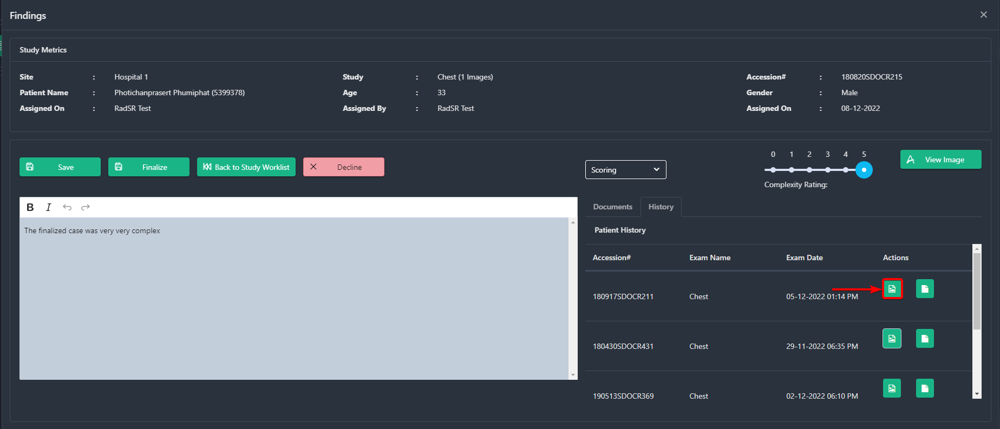 Findings
Study Metrics
Site : Hospital 1 Study : Chest (1 Images) Accession# : 180820SDOCR215
Patient Name : Photichanprasert Phumiphat (5399378) Age : 33 Gender : Male
Assigned On : RadSR Test Assigned By : RadSR Test Assigned On : 08-12-2022
Save Finalize Back to Study Worklist Decline
Scoring
0 1 2 3 4 5
Complexity Rating:
View Image
B I
The finalized case was very very complex
Documents History
Patient History
Accession# Exam Name Exam Date Actions
180917SDOCR211 Chest 05-12-2022 01:14 PM
180430SDOCR431 Chest 29-11-2022 06:35 PM
190513SDOCR369 Chest 02-12-2022 06:10 PM